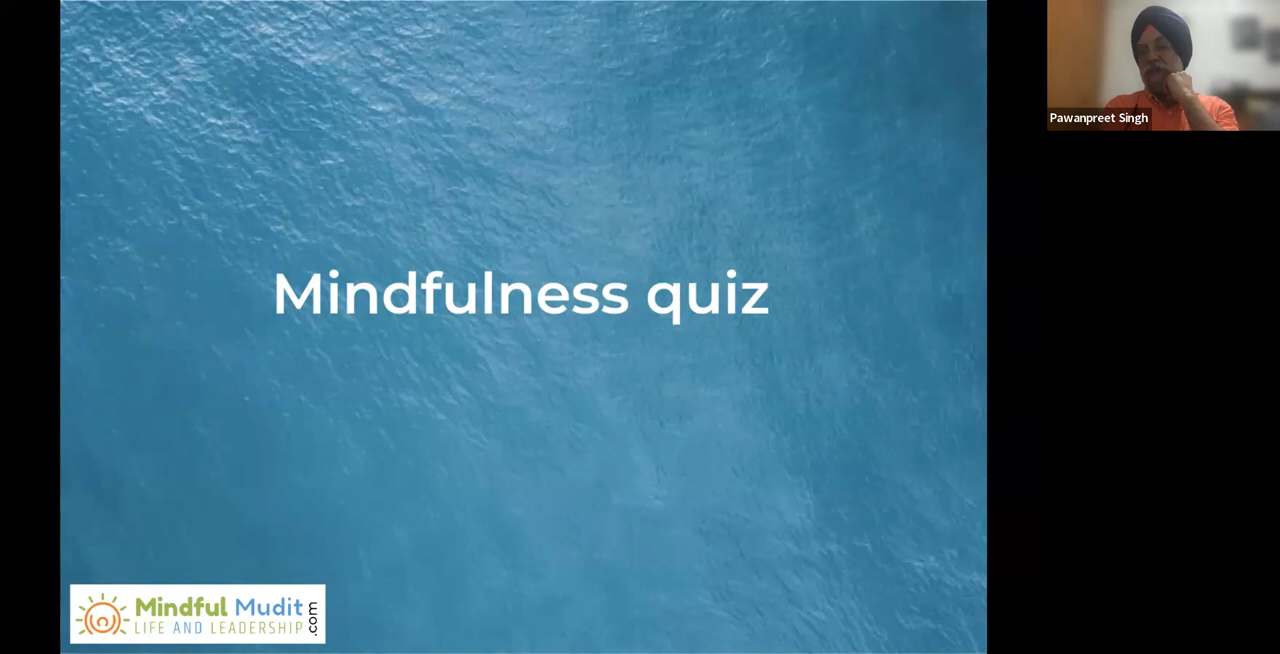 Mindfulness quiz
Pawanpreet Singh
Mindful Mudit
LIFE AND LEADERSHIP
.com